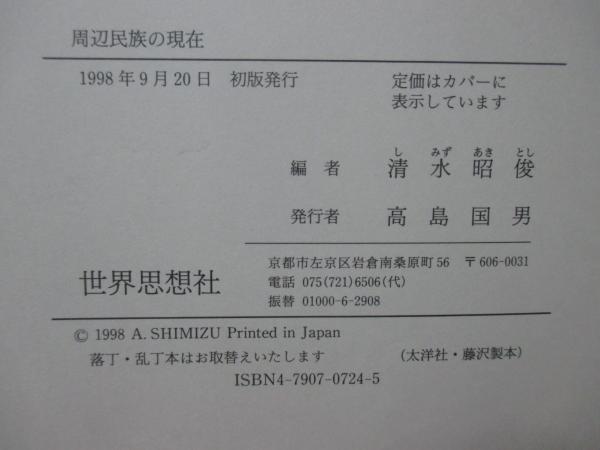 周辺民族の現在
1998年9月20日 初版発行
定価はカバーに
表示しています
し みず あき とし
編者 清水昭俊
発行者 高島国男
世界思想社
京都市左京区岩倉南桑原町56 〒606-0031
電話 075(721)6506(代)
振替 01000-6-2908
© 1998 A. SHIMIZU Printed in Japan
落丁・乱丁本はお取替えいたします (太洋社・藤沢製本)
ISBN4-7907-0724-5